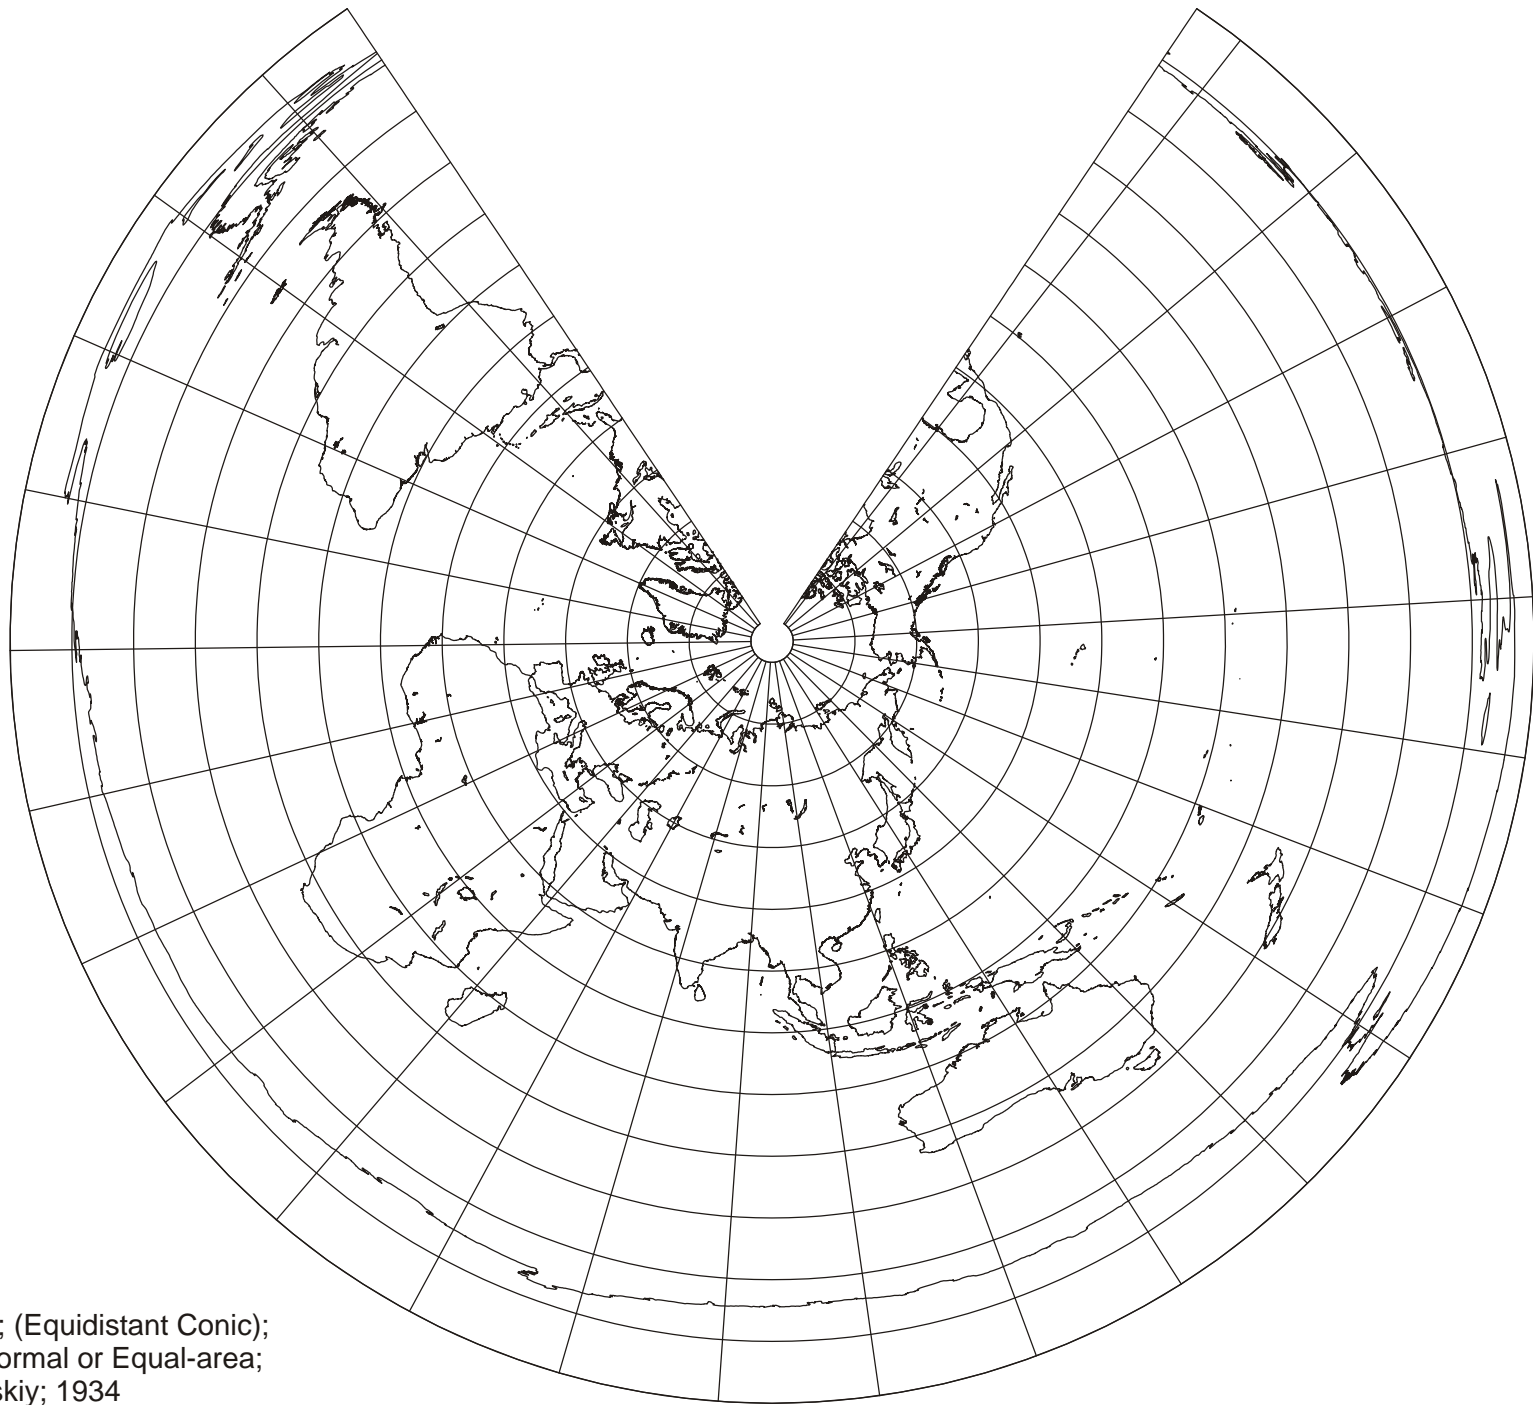 ; (Equidistant Conic);
ormal or Equal-area;
skiy; 1934